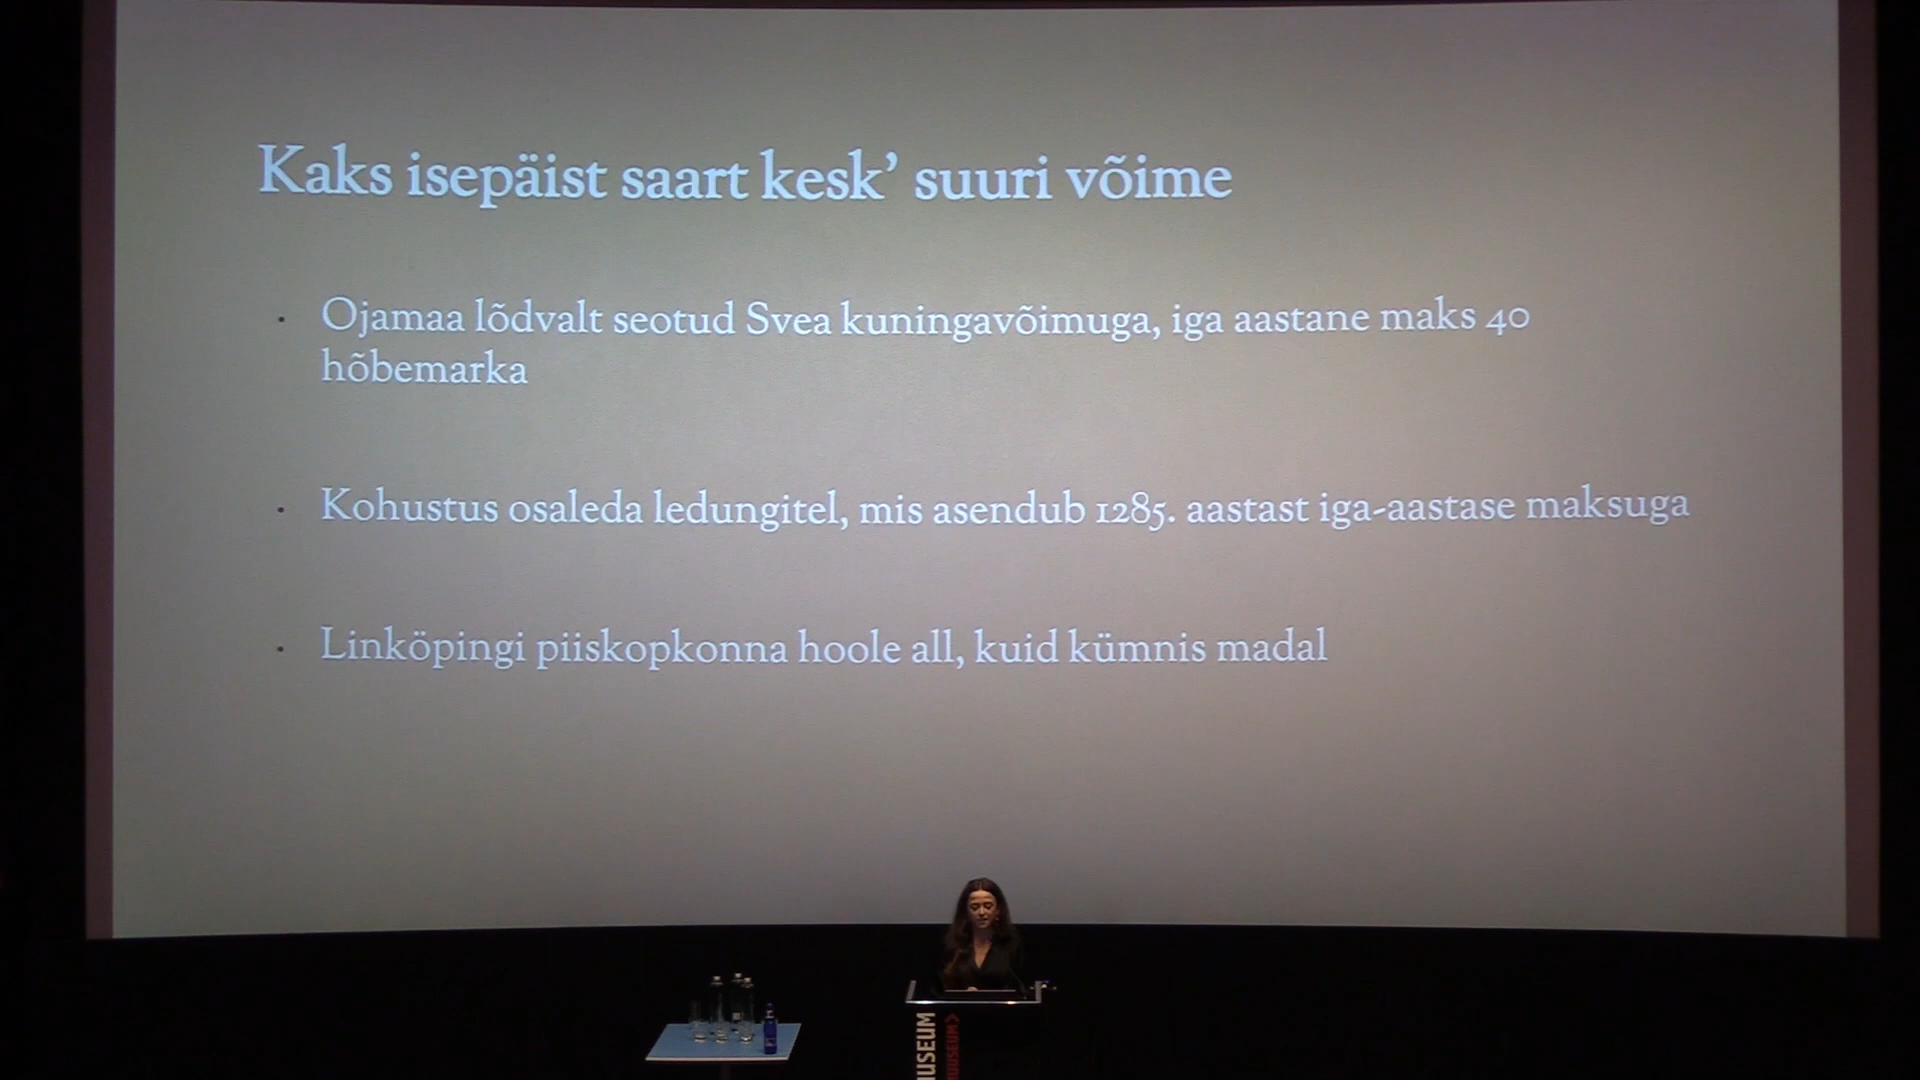 Kaks isepäist saart kesk’ suuri võime
Ojamaa lõdvalt seotud Svea kuningavõimuga, iga aastane maks 40
hõbemarka
Kohustus osaleda ledungitel, mis asendub 1285. aastast iga-aastase maksuga
Linköpingi piiskopkonna hoole all, kuid kümnis madal